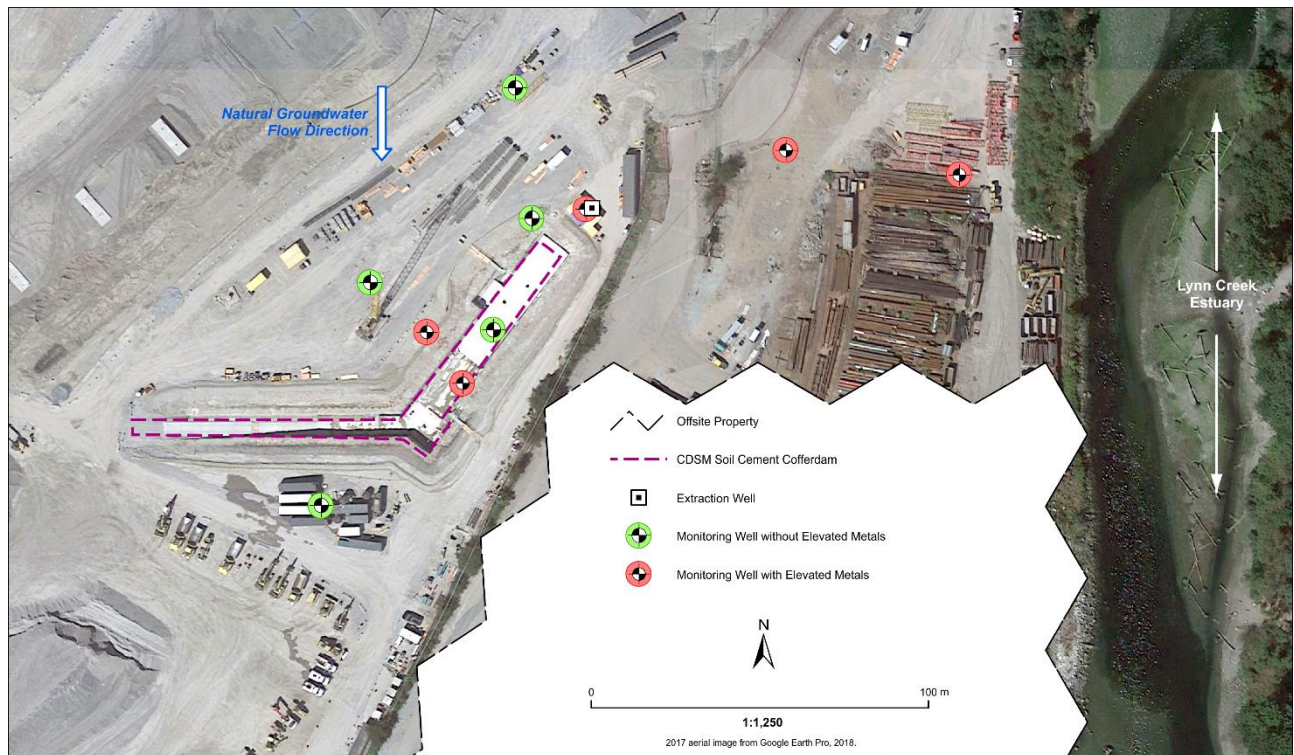 Natural Groundwater
Flow Direction
Lynn Creek
Estuary
Offsite Property
CDSM Soil Cement Cofferdam
Extraction Well
Monitoring Well without Elevated Metals
Monitoring Well with Elevated Metals
N
0 100 m
1:1,250
2017 aerial image from Google Earth Pro, 2018.